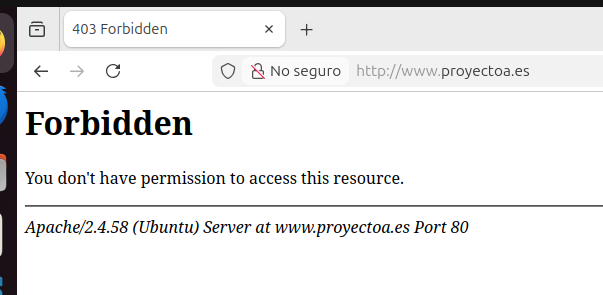 403 Forbidden
No seguro http://www.proyectoa.es
Forbidden
You don't have permission to access this resource.
Apache/2.4.58 (Ubuntu) Server at www.proyectoa.es Port 80